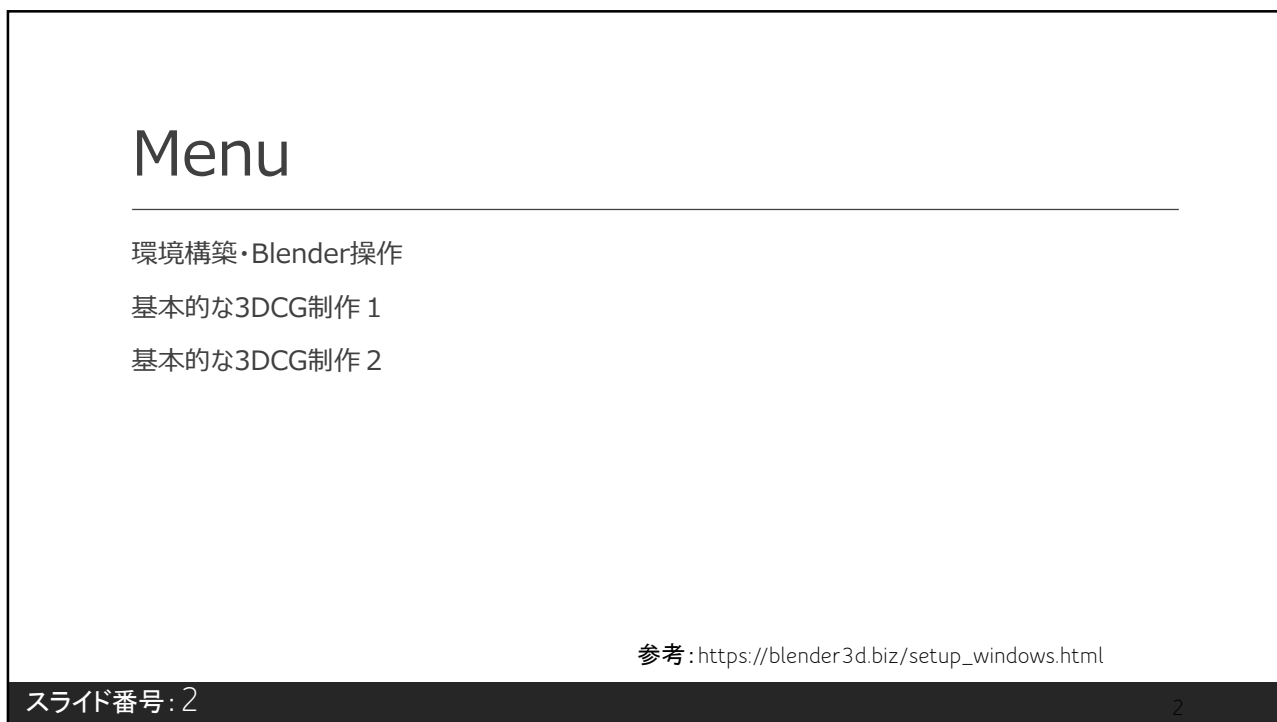 Menu
環境構築・Blender操作
基本的な3DCG制作１
基本的な3DCG制作２
参考：https://blender3d.biz/setup_windows.html
スライド番号：2
2